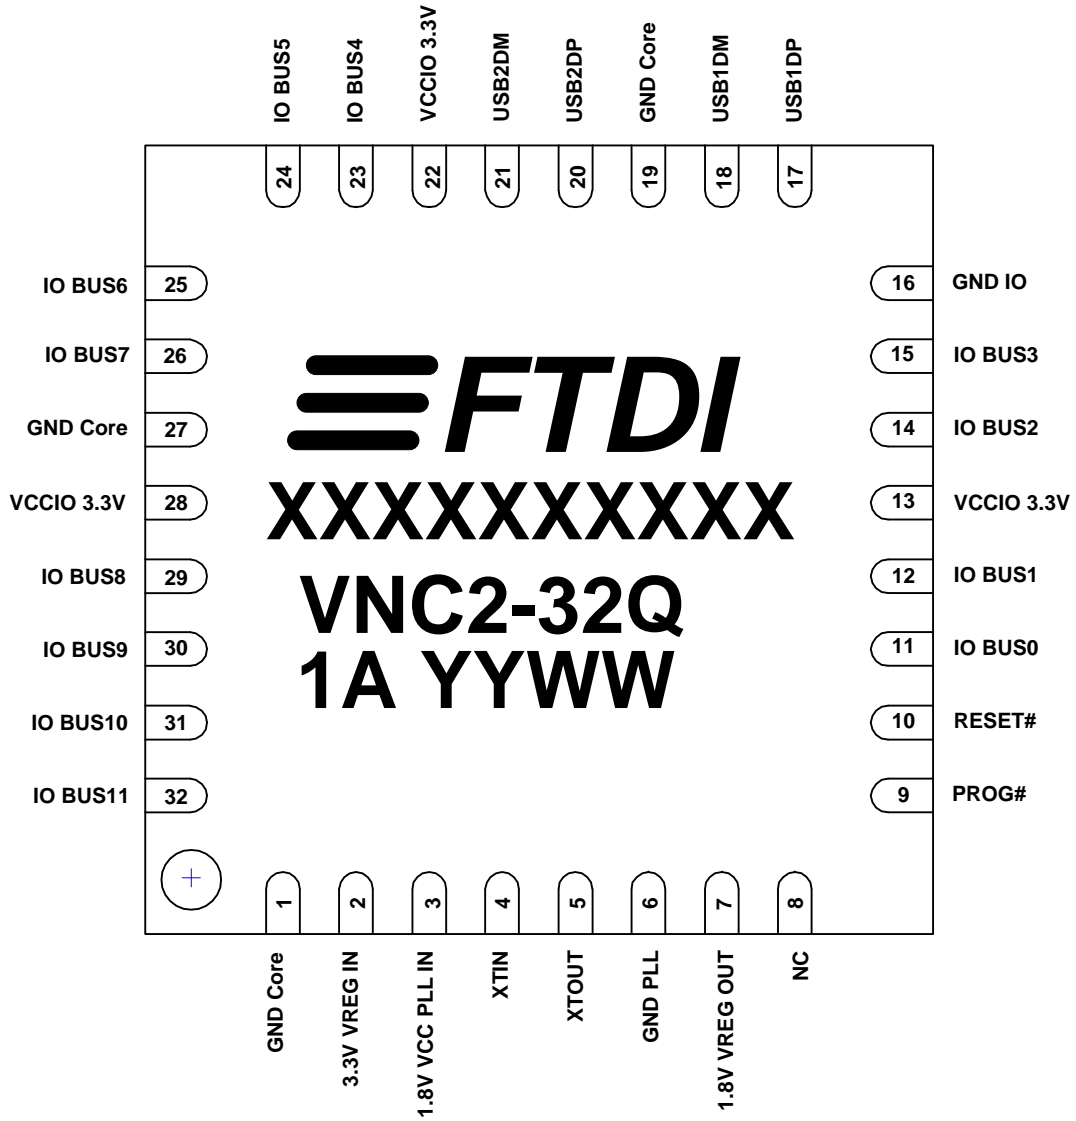 IO BUS5
IO BUS4
VCCIO 3.3V
USB2DM
USB2DP
GND Core
USB1DM
USB1DP
24
23
22
21
20
19
18
17
IO BUS6 25
IO BUS7 26
GND Core 27
VCCIO 3.3V 28
IO BUS8 29
IO BUS9 30
IO BUS10 31
IO BUS11 32
FTDI
XXXXXXXXXX
VNC2-32Q
1A YYWW
16 GND IO
15 IO BUS3
14 IO BUS2
13 VCCIO 3.3V
12 IO BUS1
11 IO BUS0
10 RESET#
9 PROG#
1
2
3
4
5
6
7
8
GND Core
3.3V VREG IN
1.8V VCC PLL IN
XTIN
XTOUT
GND PLL
1.8V VREG OUT
NC